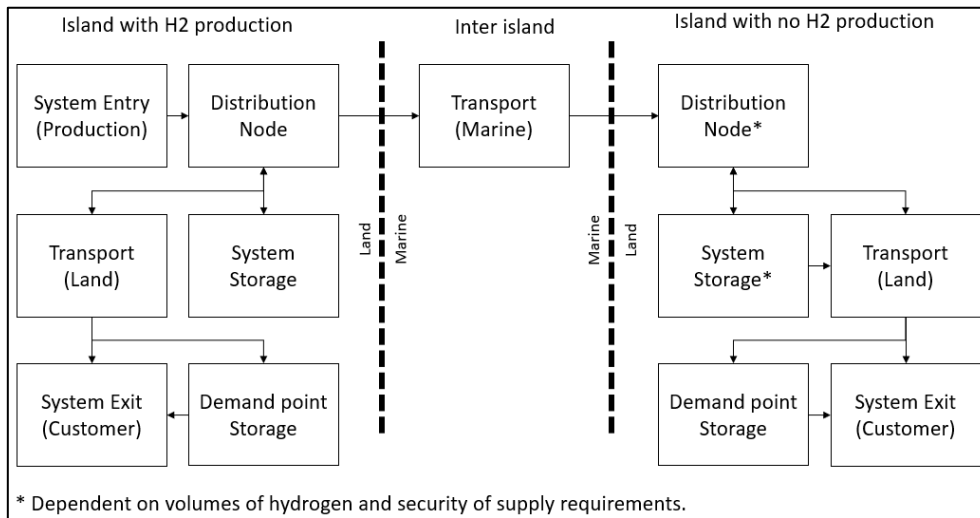 Island with H2 production
Inter island
Island with no H2 production
System Entry
(Production)
Distribution
Node
Transport
(Marine)
Distribution
Node*
Land
Marine
Marine
Land
Transport
(Land)
System
Storage
System
Storage*
Transport
(Land)
System Exit
(Customer)
Demand point
Storage
Demand point
Storage
System Exit
(Customer)
* Dependent on volumes of hydrogen and security of supply requirements.